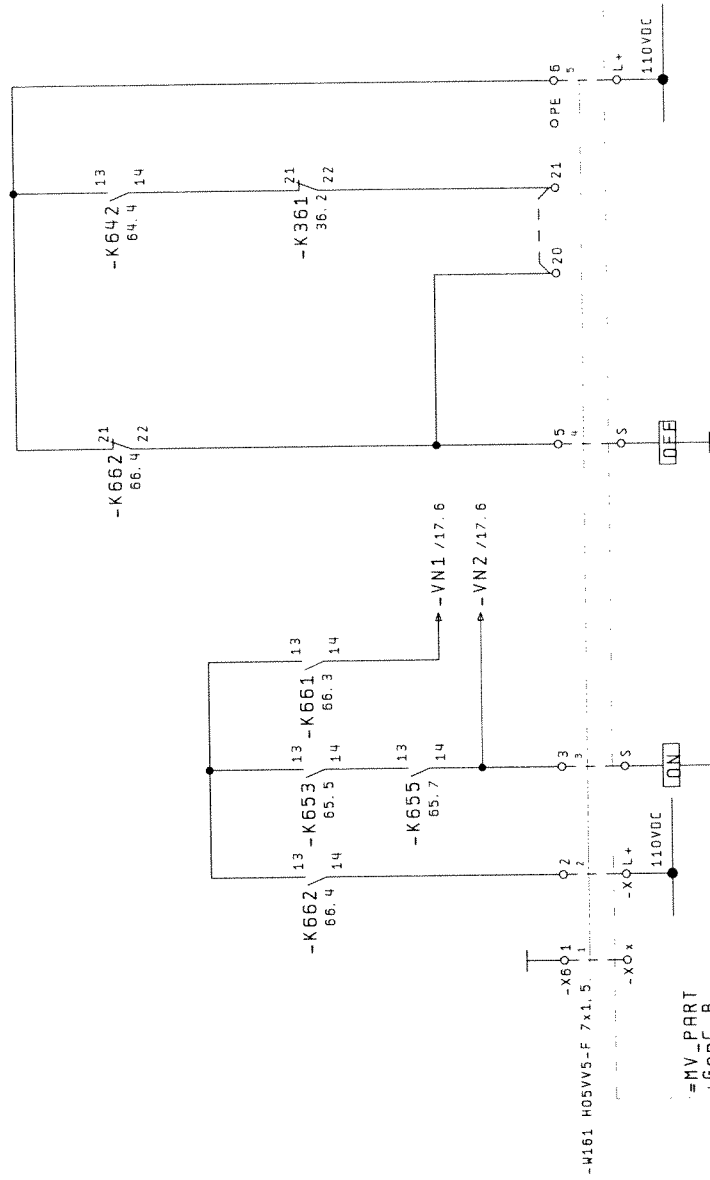 -K662
66.4
21
22
-K642
64.4
13
14
-K361
36.2
21
22
-K662
66.4
13
14
-K653
65.5
13
14
-K655
65.7
13
14
-K661
66.3
13
14
-VN1 /17.6
-VN2 /17.6
-X6 1
2
3
5
20
21
PE
6
-W161 H05VV5-F 7x1,5
1
2
3
4
5
-X x
-X L+
S
S
L+
110VDC
ON
OFF
110VDC
=MV_PART